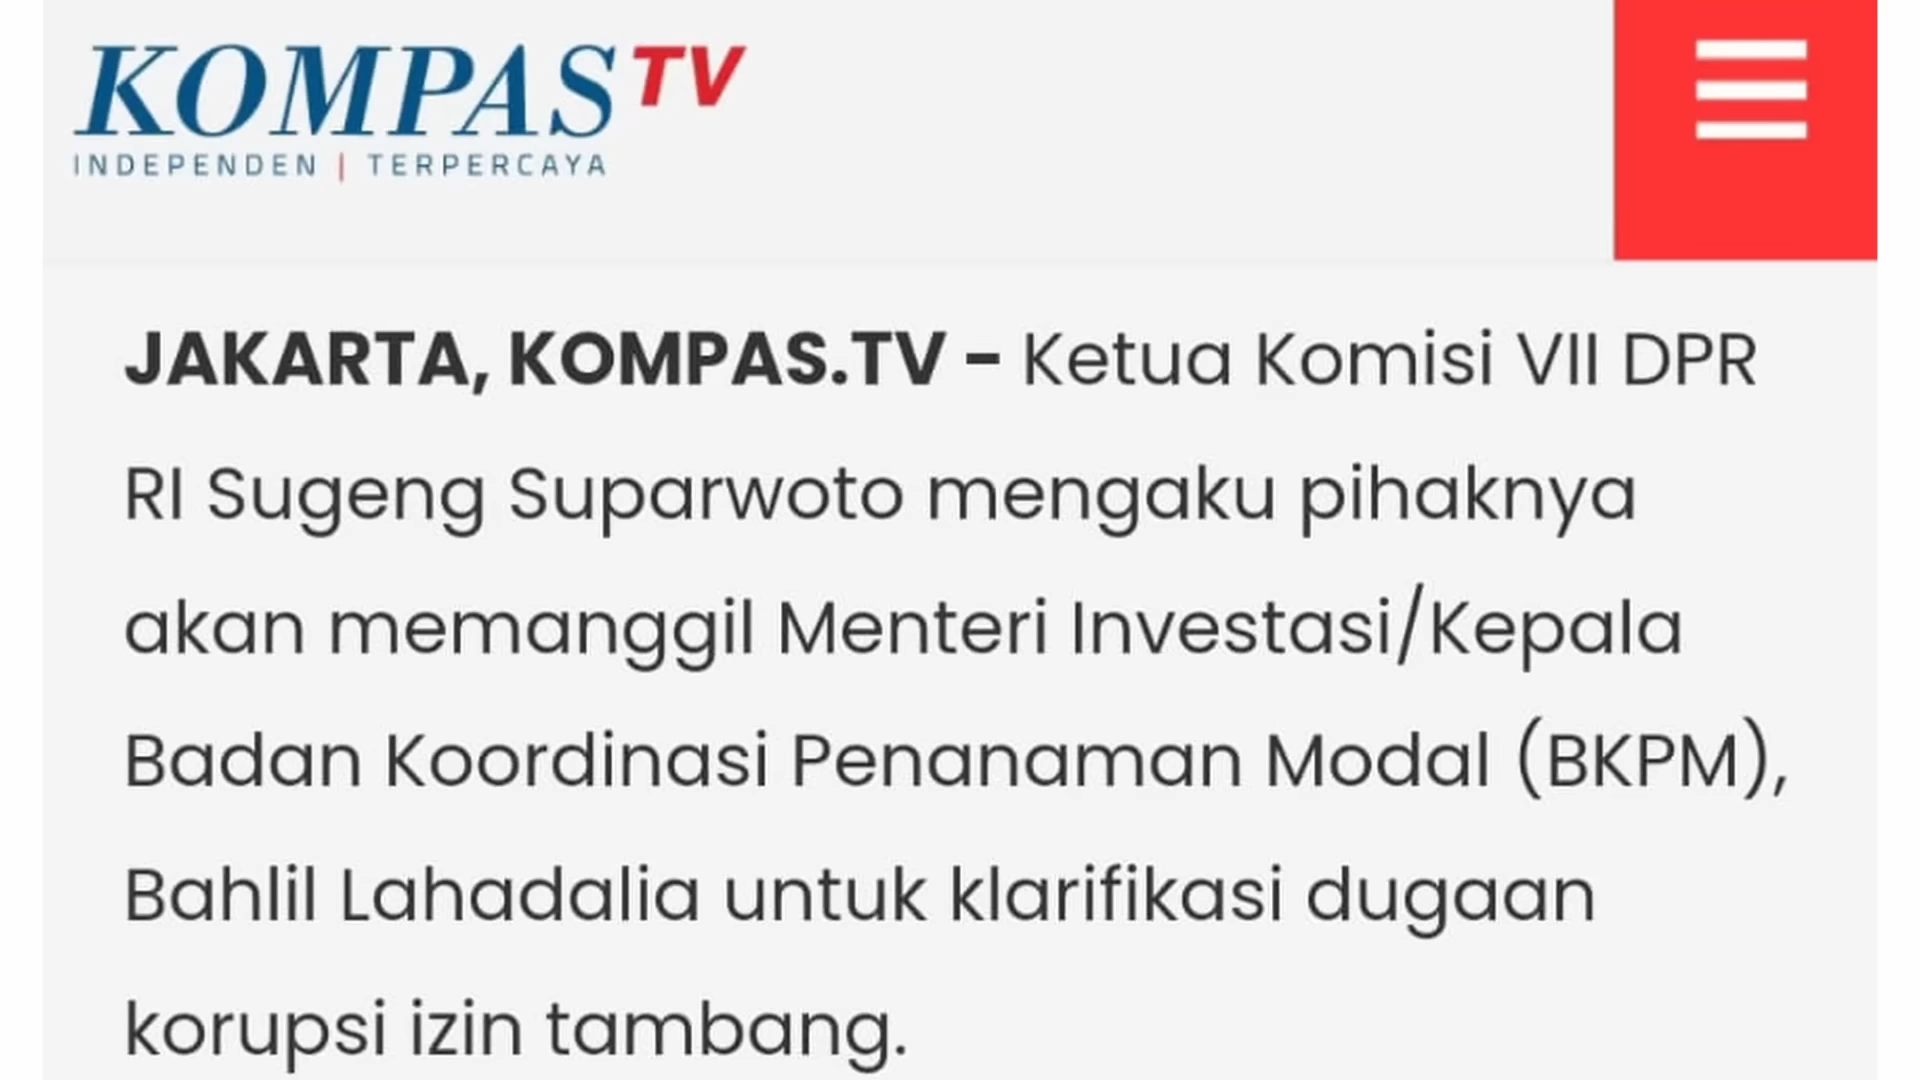 KOMPAS TV
INDEPENDEN | TERPERCAYA
JAKARTA, KOMPAS.TV – Ketua Komisi VII DPR
RI Sugeng Suparwoto mengaku pihaknya
akan memanggil Menteri Investasi/Kepala
Badan Koordinasi Penanaman Modal (BKPM),
Bahlil Lahadalia untuk klarifikasi dugaan
korupsi izin tambang.